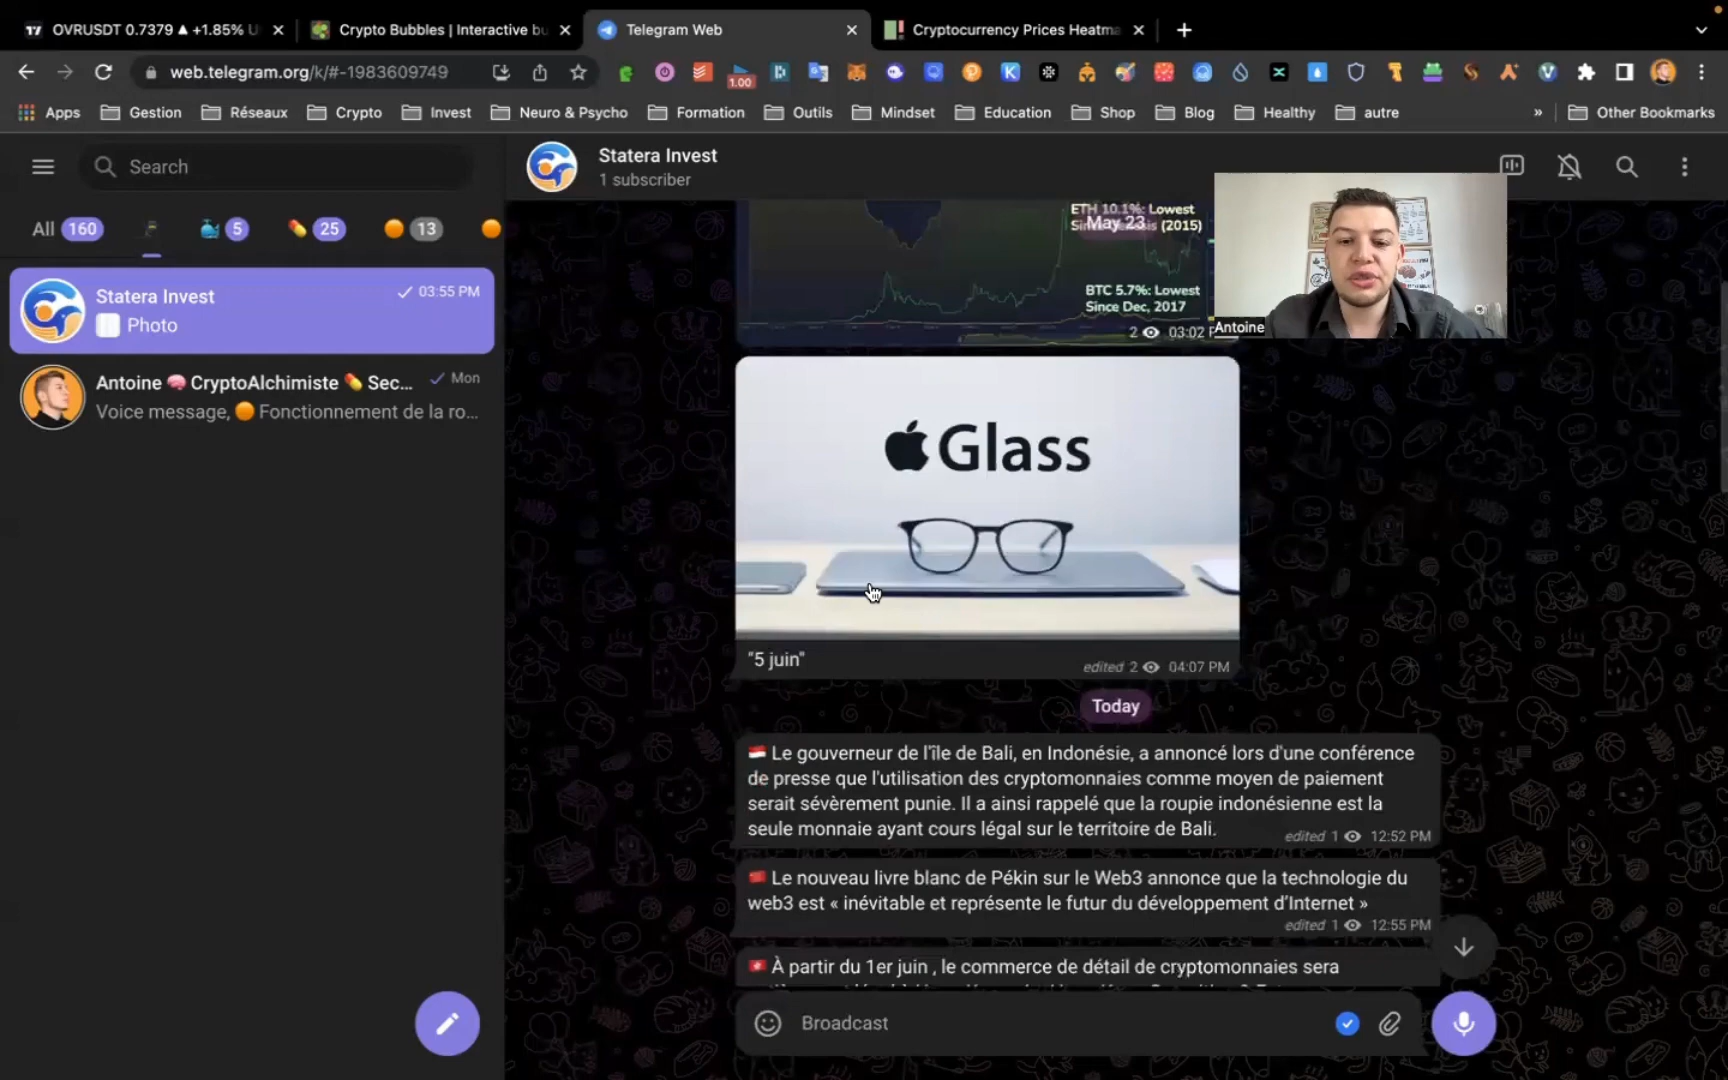 OVRUSDT 0.7379 ▲ +1.85% U
Crypto Bubbles | Interactive bu
Telegram Web
Cryptocurrency Prices Heatma
web.telegram.org/k/#-1983609749
1.00
Apps
Gestion
Réseaux
Crypto
Invest
Neuro & Psycho
Formation
Outils
Mindset
Education
Shop
Blog
Healthy
autre
»
Other Bookmarks
Search
All 160
5
25
13
Statera Invest
03:55 PM
Photo
Antoine 🧠 CryptoAlchimiste 💊 Sec...
Mon
Voice message, 🟠 Fonctionnement de la ro...
Statera Invest
1 subscriber
ETH 10.1%: Lowest
(2015)
May 23
BTC 5.7%: Lowest
Since Dec, 2017
2 03:02
Antoine
Glass
"5 juin"
edited 2 04:07 PM
Today
🇮🇩 Le gouverneur de l'île de Bali, en Indonésie, a annoncé lors d'une conférence
de presse que l'utilisation des cryptomonnaies comme moyen de paiement
serait sévèrement punie. Il a ainsi rappelé que la roupie indonésienne est la
seule monnaie ayant cours légal sur le territoire de Bali.
edited 1 12:52 PM
🇨🇳 Le nouveau livre blanc de Pékin sur le Web3 annonce que la technologie du
web3 est « inévitable et représente le futur du développement d'Internet »
edited 1 12:55 PM
🇭🇰 À partir du 1er juin , le commerce de détail de cryptomonnaies sera
Broadcast